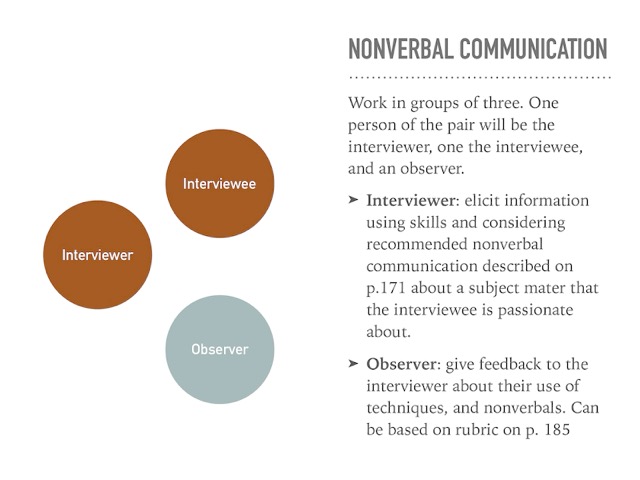 NONVERBAL COMMUNICATION
Work in groups of three. One
person of the pair will be the
interviewer, one the interviewee,
and an observer.
➤ Interviewer: elicit information
using skills and considering
recommended nonverbal
communication described on
p.171 about a subject mater that
the interviewee is passionate
about.
➤ Observer: give feedback to the
interviewer about their use of
techniques, and nonverbals. Can
be based on rubric on p. 185
Interviewee
Interviewer
Observer